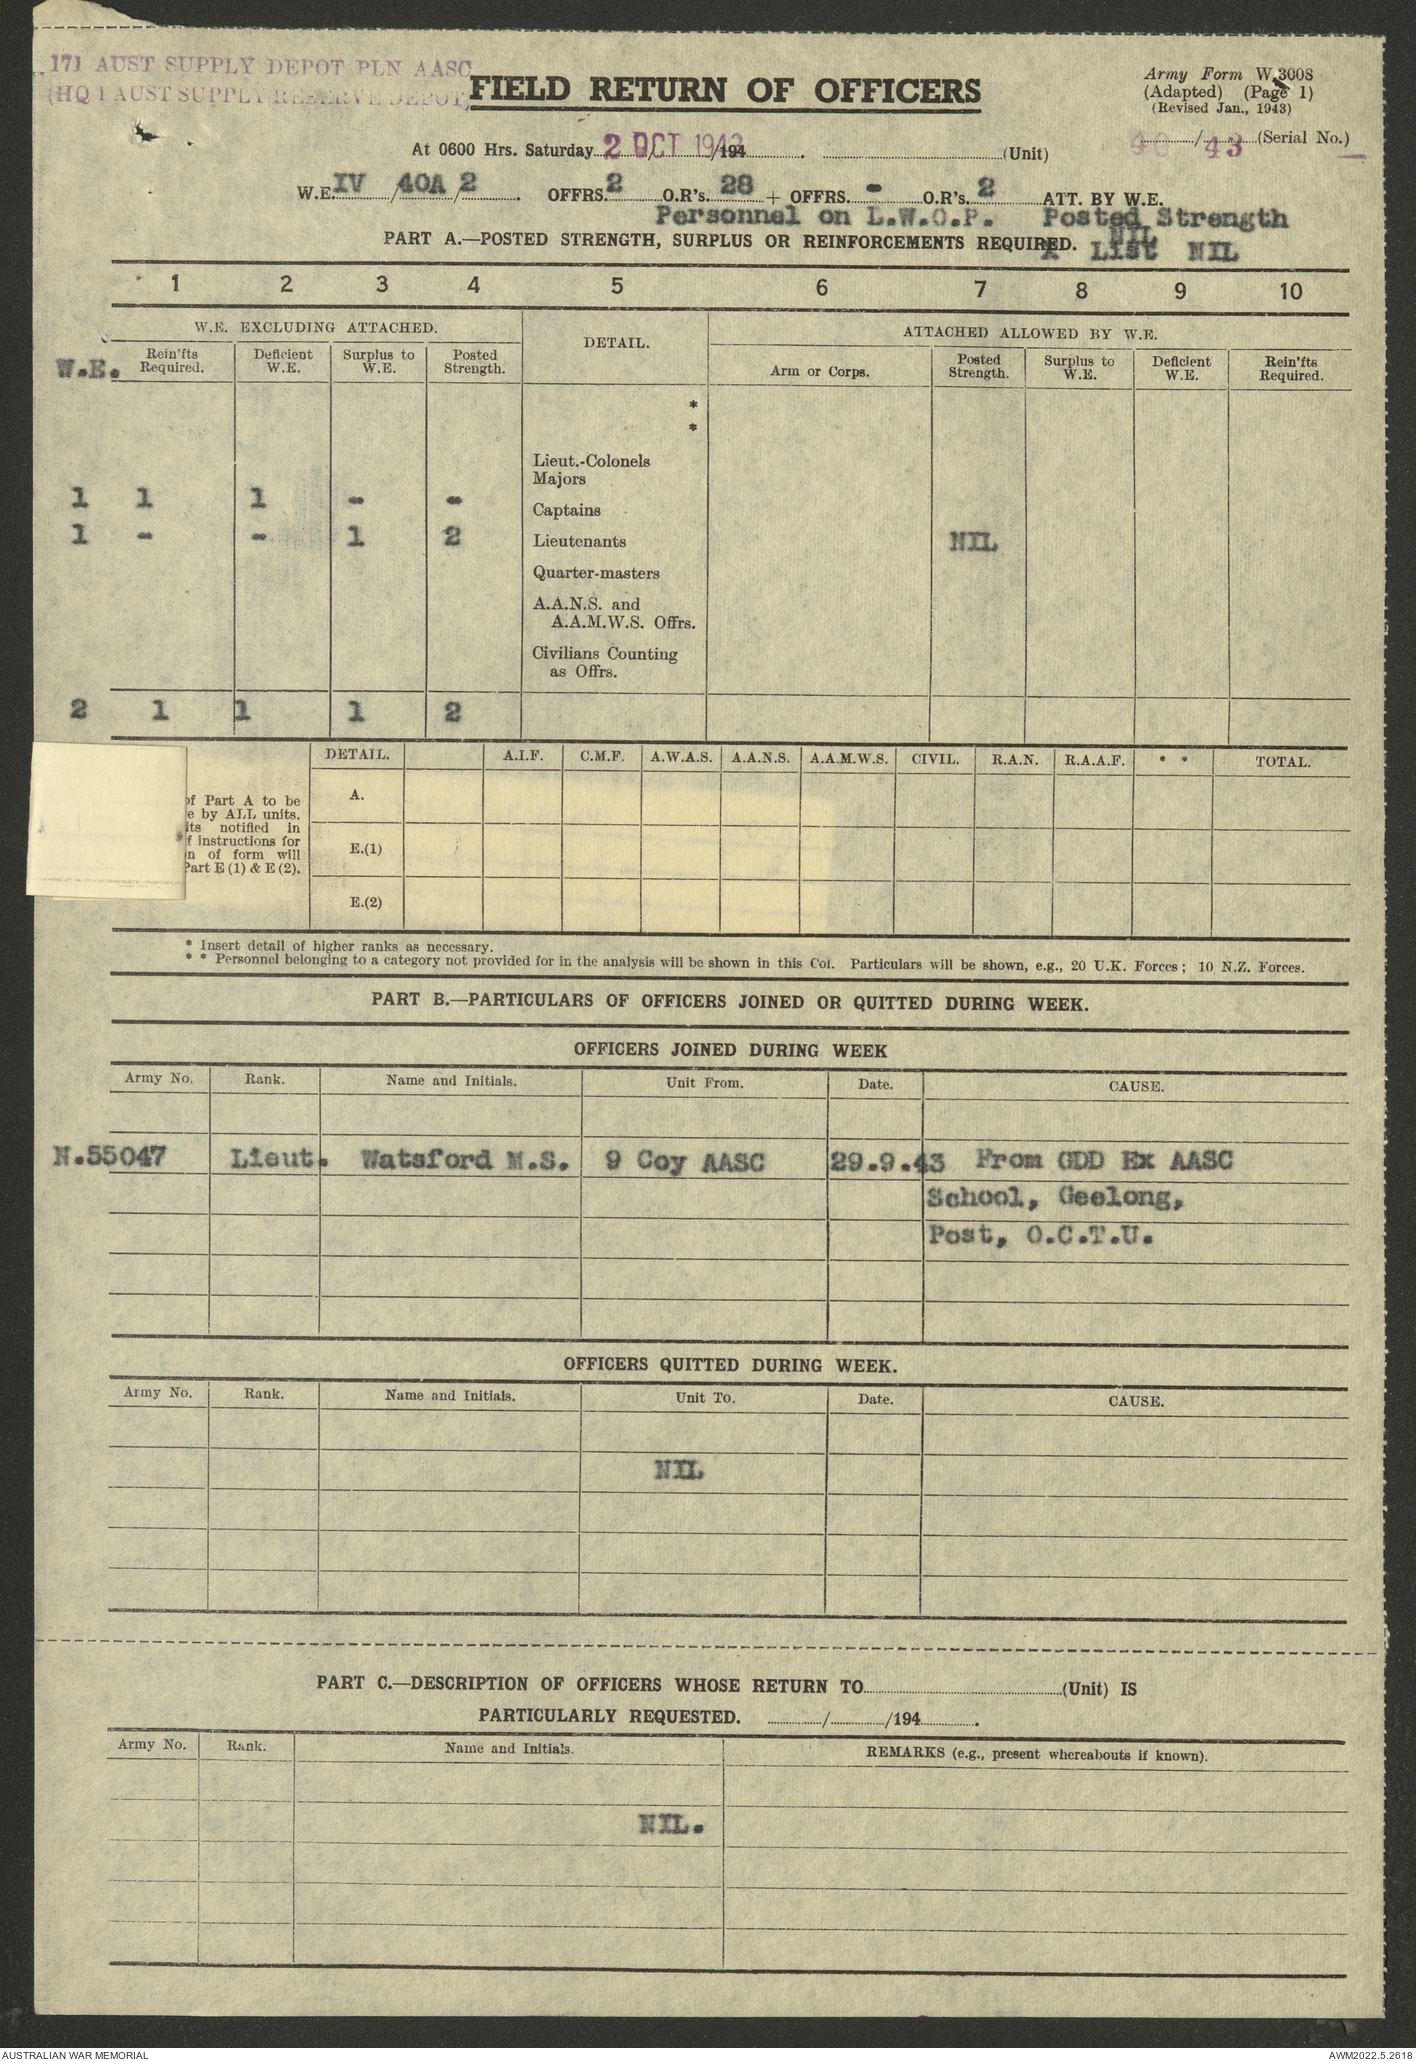 171 AUST SUPPLY DEPOT PLN AASC
(HQ 1 AUST SUPPLY RESERVE DEPOT)
FIELD RETURN OF OFFICERS
Army Form W.3008
(Adapted) (Page 1)
(Revised Jan., 1943)
40/43 (Serial No.)
At 0600 Hrs. Saturday 2 OCT 1943 /194 . (Unit)
W.E. IV /40A/2 . OFFRS. 2 O.R's. 28 + OFFRS. - O.R's. 2 ATT. BY W.E.
Personnel on L.W.O.P. Posted Strength
NIL
PART A.—POSTED STRENGTH, SURPLUS OR REINFORCEMENTS REQUIRED. X List NIL
1 2 3 4 5 6 7 8 9 10
W.E. EXCLUDING ATTACHED. DETAIL. ATTACHED ALLOWED BY W.E.
W.E. Rein'fts Required. Deficient W.E. Surplus to W.E. Posted Strength. Arm or Corps. Posted Strength. Surplus to W.E. Deficient W.E. Rein'fts Required.
*
*
Lieut.-Colonels
Majors
1 1 1 - - Captains
1 - - 1 2 Lieutenants NIL
Quarter-masters
A.A.N.S. and
A.A.M.W.S. Offrs.
Civilians Counting
as Offrs.
2 1 1 1 2
DETAIL. A.I.F. C.M.F. A.W.A.S. A.A.N.S. A.A.M.W.S. CIVIL. R.A.N. R.A.A.F. * * TOTAL.
A.
of Part A to be
e by ALL units.
its notified in
f instructions for
n of form will
Part E (1) & E (2).
E.(1)
E.(2)
* Insert detail of higher ranks as necessary.
* * Personnel belonging to a category not provided for in the analysis will be shown in this Col. Particulars will be shown, e.g., 20 U.K. Forces; 10 N.Z. Forces.
PART B.—PARTICULARS OF OFFICERS JOINED OR QUITTED DURING WEEK.
OFFICERS JOINED DURING WEEK
Army No. Rank. Name and Initials. Unit From. Date. CAUSE.
N.55047 Lieut. Watsford M.S. 9 Coy AASC 29.9.43 From GDD Ex AASC
School, Geelong,
Post, O.C.T.U.
OFFICERS QUITTED DURING WEEK.
Army No. Rank. Name and Initials. Unit To. Date. CAUSE.
NIL
PART C.—DESCRIPTION OF OFFICERS WHOSE RETURN TO (Unit) IS
PARTICULARLY REQUESTED. / /194 .
Army No. Rank. Name and Initials. REMARKS (e.g., present whereabouts if known).
NIL.
AUSTRALIAN WAR MEMORIAL AWM2022.5.2618